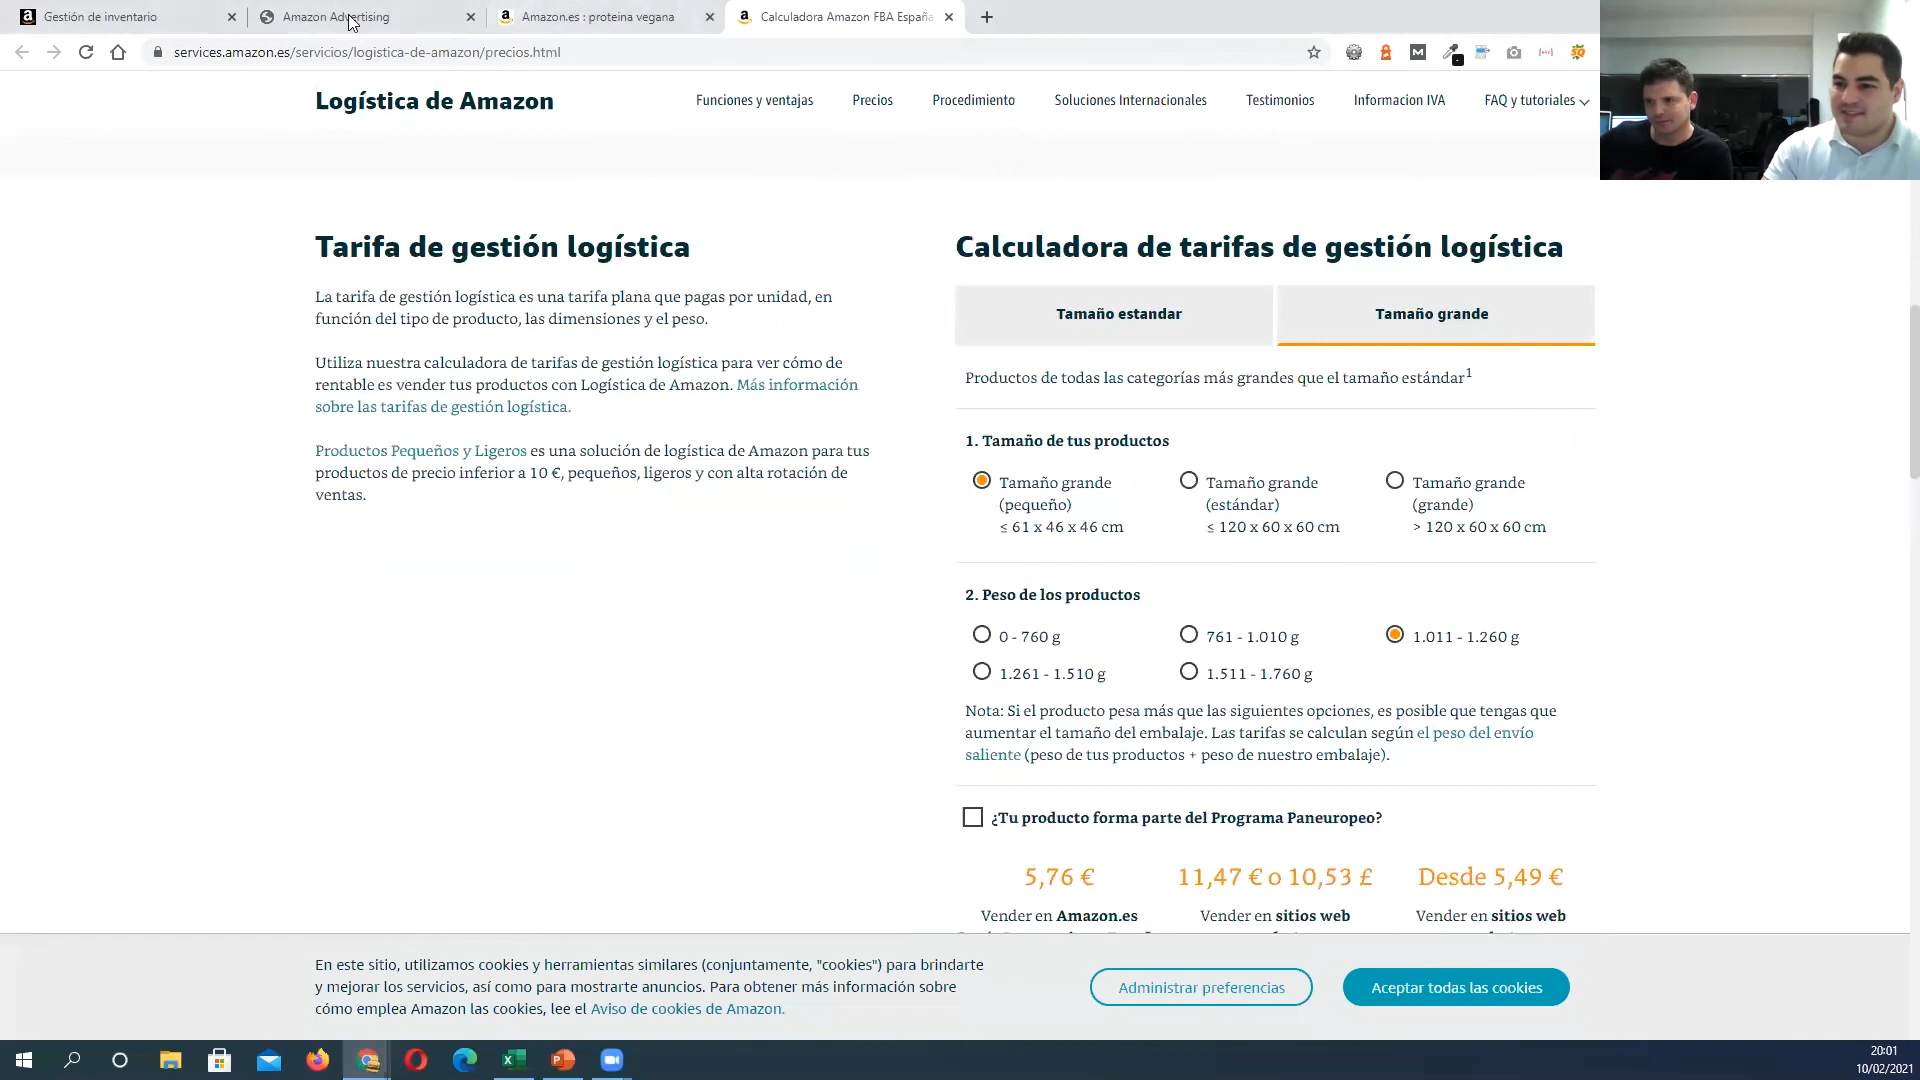 Gestión de inventario
Amazon Advertising
Amazon.es : proteina vegana
Calculadora Amazon FBA España
services.amazon.es/servicios/logistica-de-amazon/precios.html
Logística de Amazon
Funciones y ventajas
Precios
Procedimiento
Soluciones Internacionales
Testimonios
Informacion IVA
FAQ y tutoriales
Tarifa de gestión logística
La tarifa de gestión logística es una tarifa plana que pagas por unidad, en
función del tipo de producto, las dimensiones y el peso.
Utiliza nuestra calculadora de tarifas de gestión logística para ver cómo de
rentable es vender tus productos con Logística de Amazon. Más información
sobre las tarifas de gestión logística.
Productos Pequeños y Ligeros es una solución de logística de Amazon para tus
productos de precio inferior a 10 €, pequeños, ligeros y con alta rotación de
ventas.
Calculadora de tarifas de gestión logística
Tamaño estandar
Tamaño grande
Productos de todas las categorías más grandes que el tamaño estándar1
1. Tamaño de tus productos
Tamaño grande
(pequeño)
≤ 61 x 46 x 46 cm
Tamaño grande
(estándar)
≤ 120 x 60 x 60 cm
Tamaño grande
(grande)
> 120 x 60 x 60 cm
2. Peso de los productos
0 - 760 g
761 - 1.010 g
1.011 - 1.260 g
1.261 - 1.510 g
1.511 - 1.760 g
Nota: Si el producto pesa más que las siguientes opciones, es posible que tengas que
aumentar el tamaño del embalaje. Las tarifas se calculan según el peso del envío
saliente (peso de tus productos + peso de nuestro embalaje).
¿Tu producto forma parte del Programa Paneuropeo?
5,76 €
11,47 € o 10,53 £
Desde 5,49 €
Vender en Amazon.es
Vender en sitios web
Vender en sitios web
En este sitio, utilizamos cookies y herramientas similares (conjuntamente, "cookies") para brindarte
y mejorar los servicios, así como para mostrarte anuncios. Para obtener más información sobre
cómo emplea Amazon las cookies, lee el Aviso de cookies de Amazon.
Administrar preferencias
Aceptar todas las cookies
20:01
10/02/2021